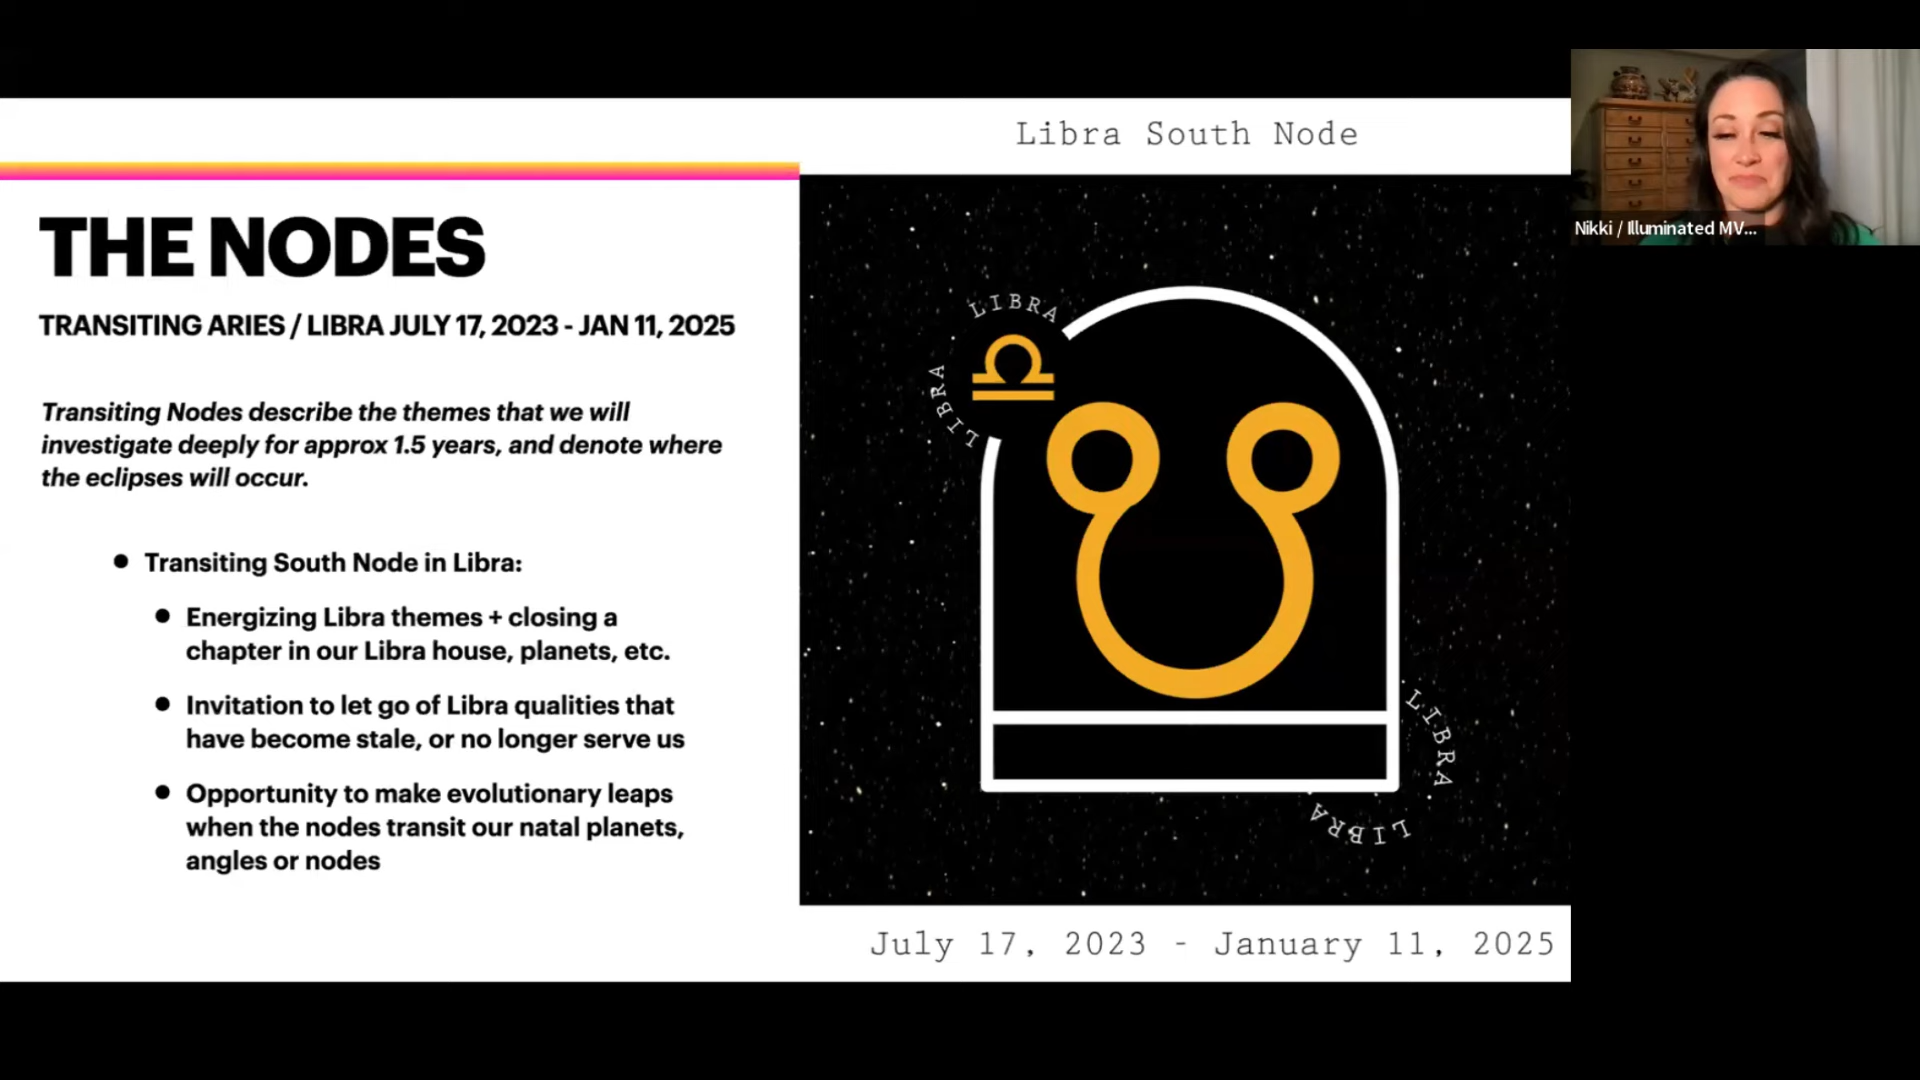 Libra South Node
THE NODES
TRANSITING ARIES / LIBRA JULY 17, 2023 - JAN 11, 2025
Transiting Nodes describe the themes that we will
investigate deeply for approx 1.5 years, and denote where
the eclipses will occur.
• Transiting South Node in Libra:
• Energizing Libra themes + closing a
chapter in our Libra house, planets, etc.
• Invitation to let go of Libra qualities that
have become stale, or no longer serve us
• Opportunity to make evolutionary leaps
when the nodes transit our natal planets,
angles or nodes
LIBRA
LIBRA
LIBRA
LIBRA
July 17, 2023 - January 11, 2025
Nikki / Illuminated MV...